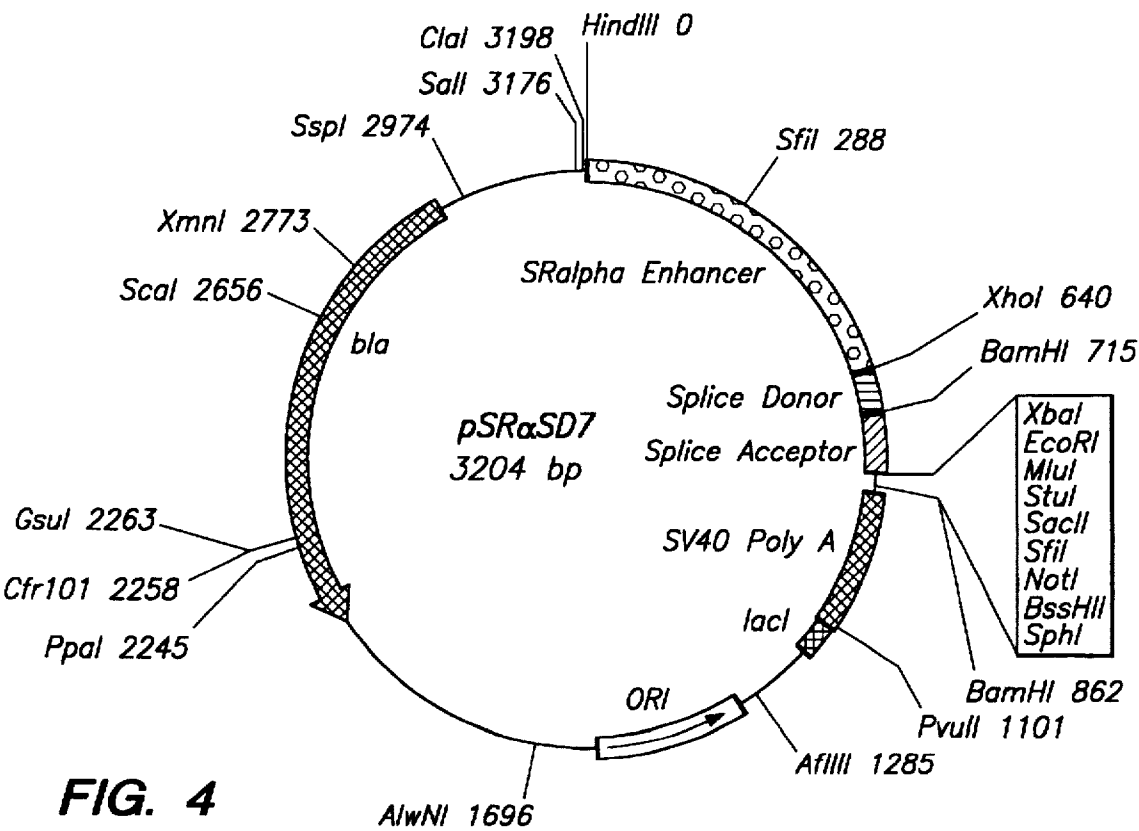 HindIII 0
ClaI 3198
SalI 3176
SspI 2974
SfiI 288
XmnI 2773
ScaI 2656
bla
SRalpha Enhancer
XhoI 640
BamHI 715
Splice Donor
Splice Acceptor
pSRαSD7
3204 bp
XbaI
EcoRI
MluI
StuI
SacII
SfiI
NotI
BssHII
SphI
SV40 Poly A
GsuI 2263
Cfr101 2258
PpaI 2245
lacI
BamHI 862
PvuII 1101
ORI
AflIII 1285
AlwNI 1696
FIG. 4